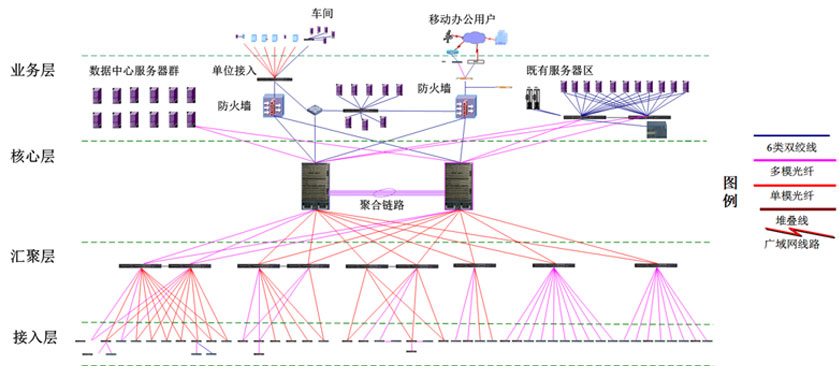 车间
移动办公用户
业务层
数据中心服务器群
单位接入
防火墙
防火墙
既有服务器区
核心层
聚合链路
汇聚层
接入层
图例
6类双绞线
多模光纤
单模光纤
堆叠线
广域网线路